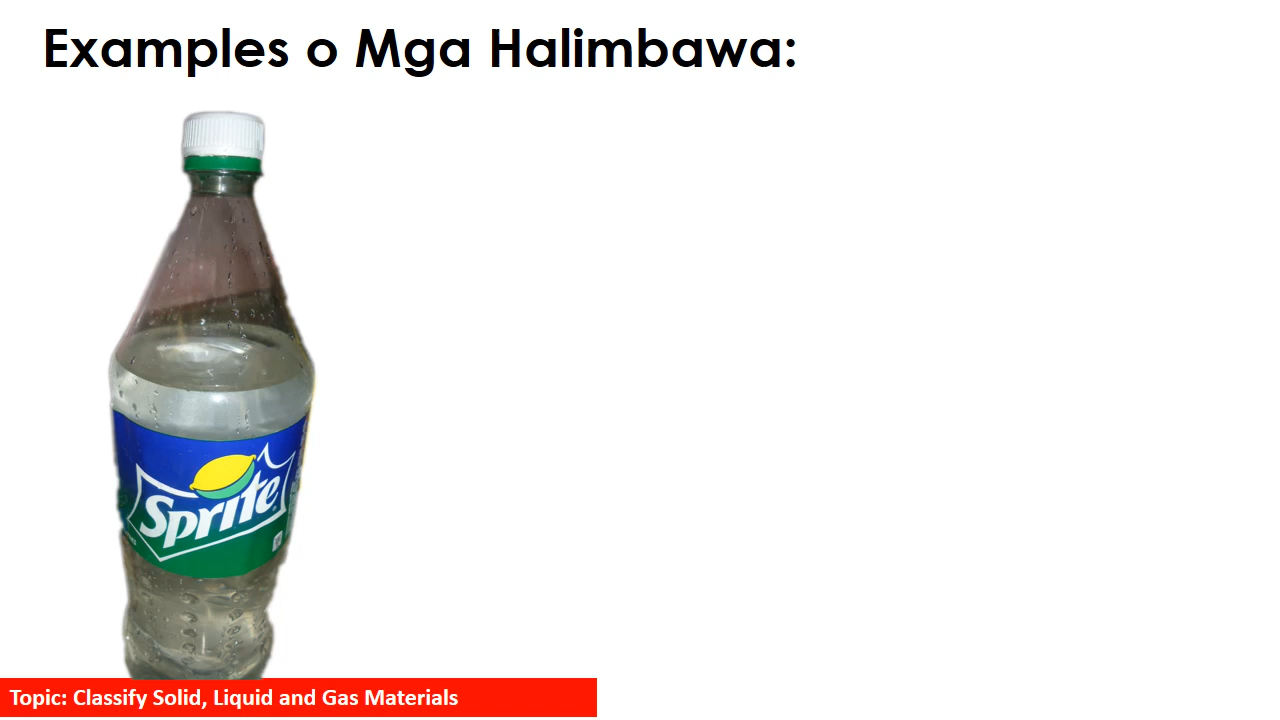 Examples o Mga Halimbawa:
Sprite
Topic: Classify Solid, Liquid and Gas Materials